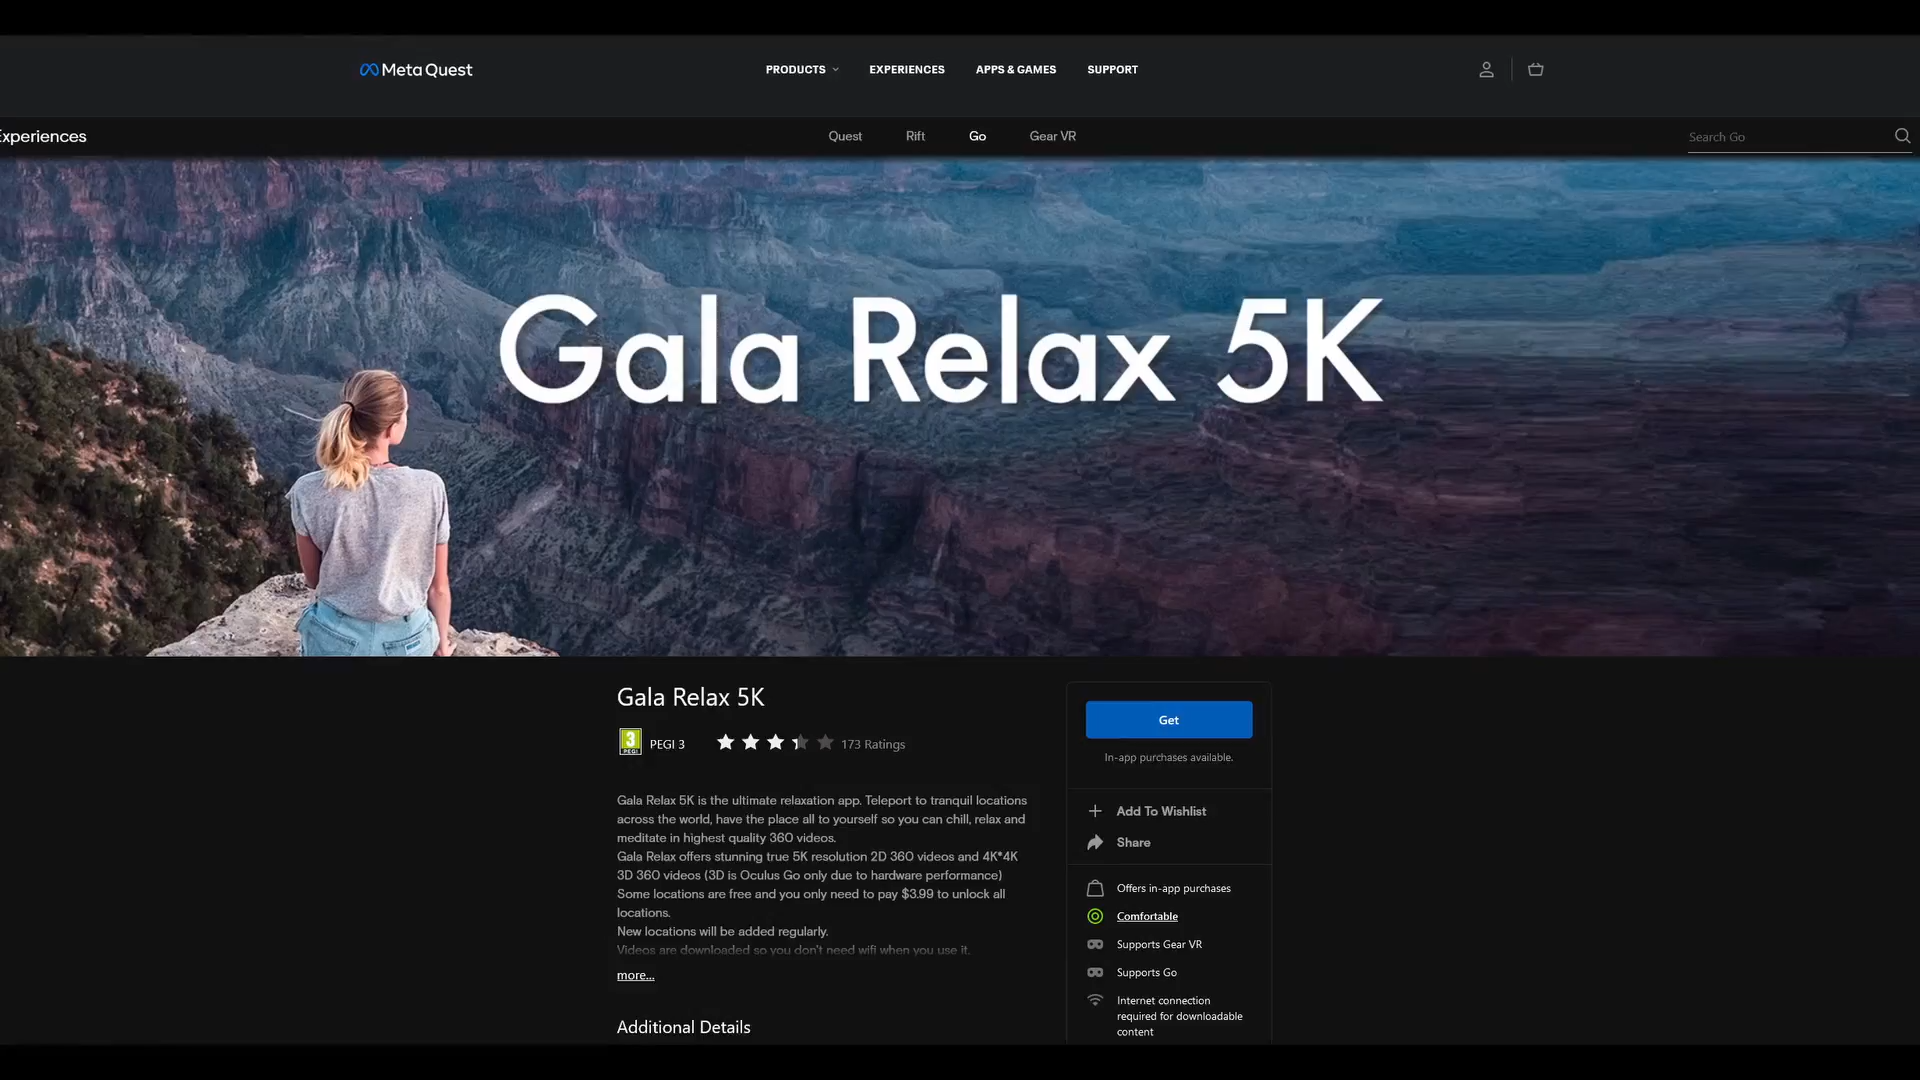 Meta Quest
PRODUCTS
EXPERIENCES
APPS & GAMES
SUPPORT
Experiences
Quest
Rift
Go
Gear VR
Search Go
Gala Relax 5K
Gala Relax 5K
3
PEGI
PEGI 3
173 Ratings
Gala Relax 5K is the ultimate relaxation app. Teleport to tranquil locations
across the world, have the place all to yourself so you can chill, relax and
meditate in highest quality 360 videos.
Gala Relax offers stunning true 5K resolution 2D 360 videos and 4K*4K
3D 360 videos (3D is Oculus Go only due to hardware performance)
Some locations are free and you only need to pay $3.99 to unlock all
locations.
New locations will be added regularly.
Videos are downloaded so you don't need wifi when you use it.
more...
Additional Details
Get
In-app purchases available.
Add To Wishlist
Share
Offers in-app purchases
Comfortable
Supports Gear VR
Supports Go
Internet connection
required for downloadable
content